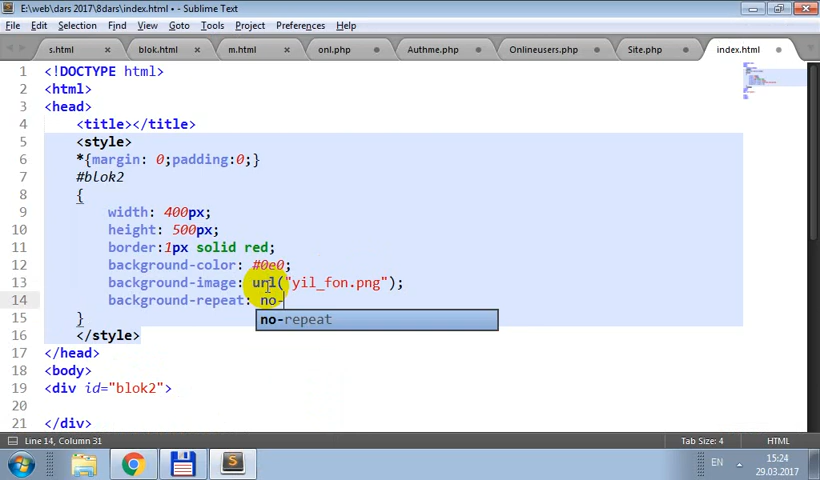 E:\web\dars 2017\8dars\index.html • - Sublime Text
File Edit Selection Find View Goto Tools Project Preferences Help
s.html blok.html m.html onl.php Authme.php Onlineusers.php Site.php index.html
1 <!DOCTYPE html>
2 <html>
3 <head>
4 <title></title>
5 <style>
6 *{margin: 0;padding:0;}
7 #blok2
8 {
9 width: 400px;
10 height: 500px;
11 border:1px solid red;
12 background-color: #0e0;
13 background-image: url("yil_fon.png");
14 background-repeat: no-
no-repeat
15 }
16 </style>
17 </head>
18 <body>
19 <div id="blok2">
20
21 </div>
Line 14, Column 31 Tab Size: 4 HTML
EN 15:24
29.03.2017